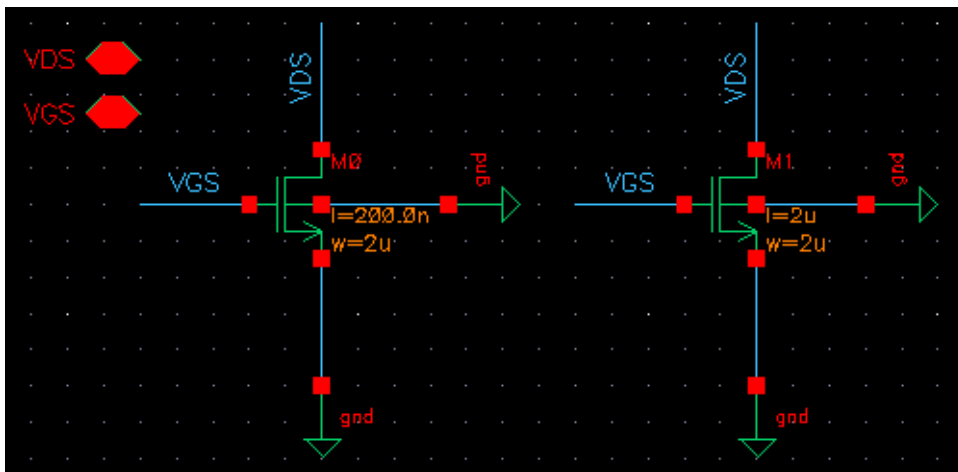 VDS
VGS
VDS
M0
VGS
gnd
l=200.0n
w=2u
gnd
VDS
M1
VGS
gnd
l=2u
w=2u
gnd